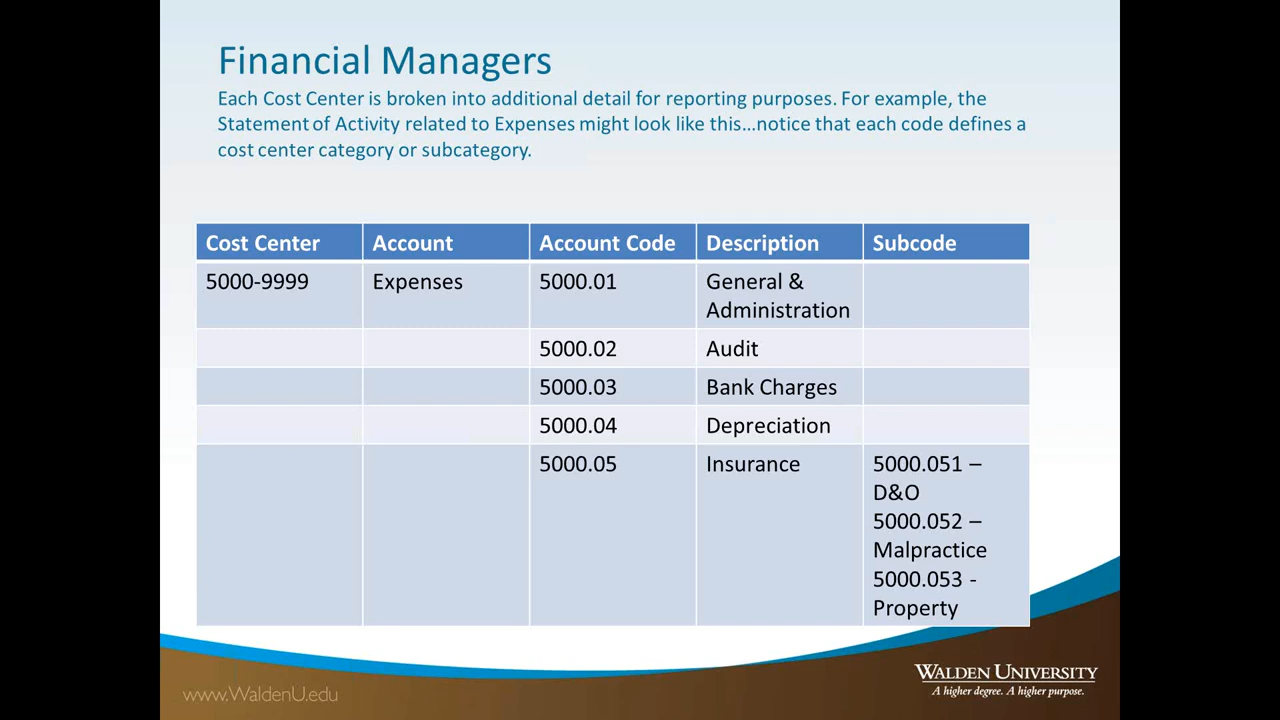 Financial Managers
Each Cost Center is broken into additional detail for reporting purposes. For example, the
Statement of Activity related to Expenses might look like this…notice that each code defines a
cost center category or subcategory.
Cost Center Account Account Code Description Subcode
5000-9999 Expenses 5000.01 General &
Administration
5000.02 Audit
5000.03 Bank Charges
5000.04 Depreciation
5000.05 Insurance 5000.051 –
D&O
5000.052 –
Malpractice
5000.053 -
Property
www.WaldenU.edu
WALDEN UNIVERSITY
A higher degree. A higher purpose.